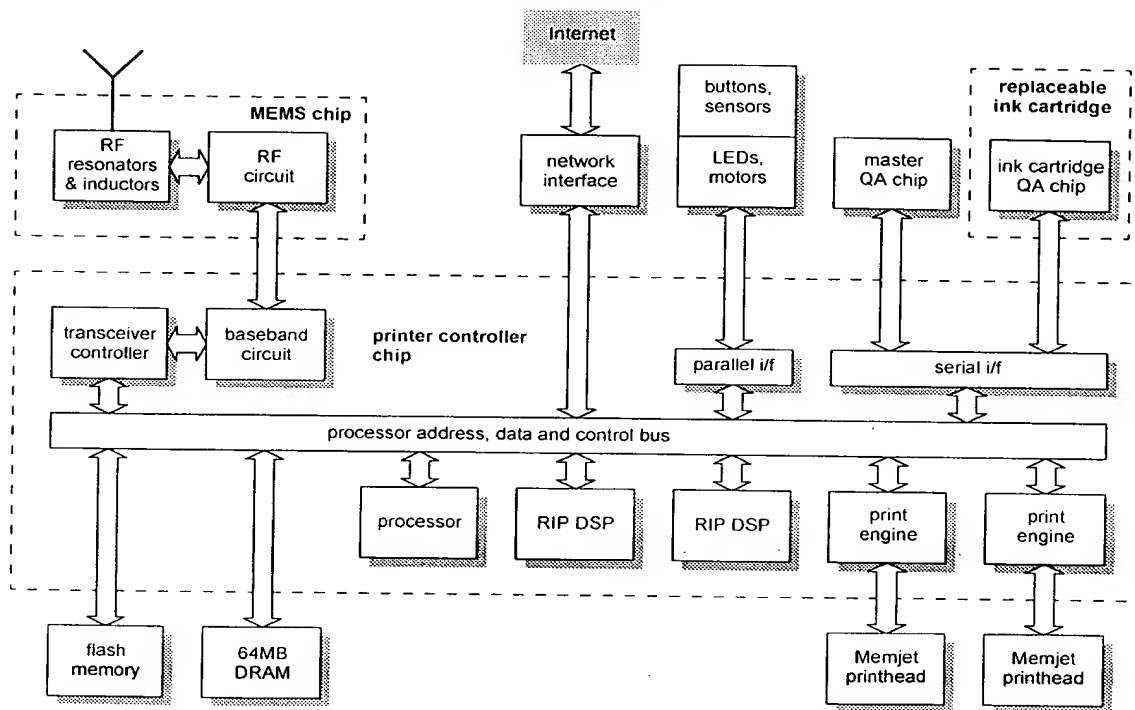 Internet
MEMS chip
RF
resonators
& inductors
RF
circuit
network
interface
buttons,
sensors
LEDs,
motors
master
QA chip
replaceable
ink cartridge
ink cartridge
QA chip
transceiver
controller
baseband
circuit
printer controller
chip
parallel i/f
serial i/f
processor address, data and control bus
processor
RIP DSP
RIP DSP
print
engine
print
engine
flash
memory
64MB
DRAM
Memjet
printhead
Memjet
printhead